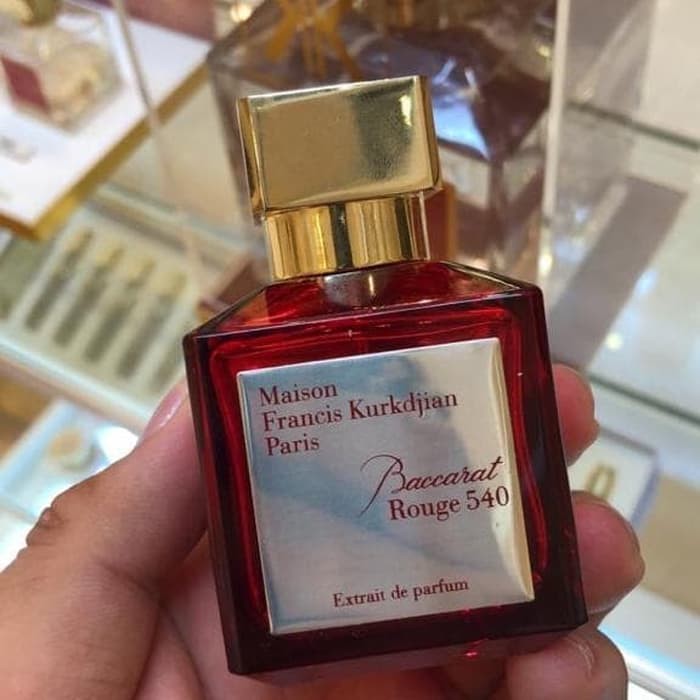 Maison
Francis Kurkdjian
Paris
Baccarat
Rouge 540
Extrait de parfum